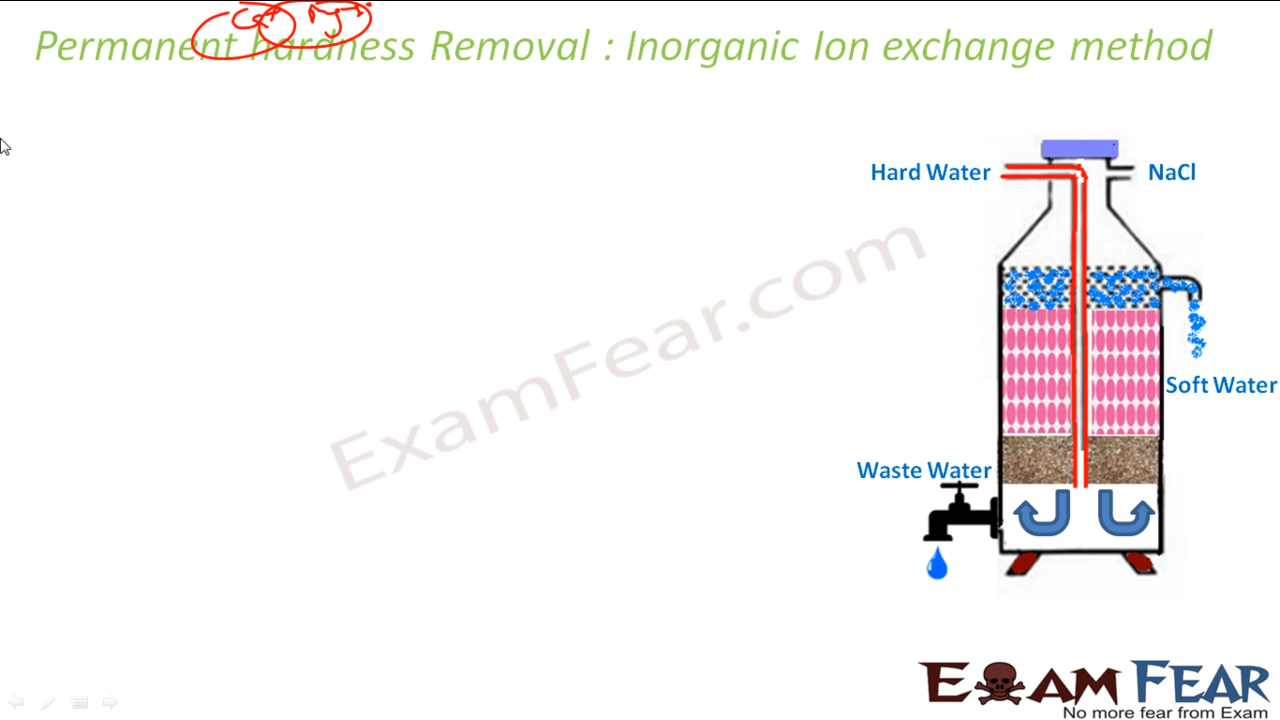 Permanent hardness Removal : Inorganic Ion exchange method
Hard Water
NaCl
ExamFear.com
Soft Water
Waste Water
EXAM FEAR
No more fear from Exam